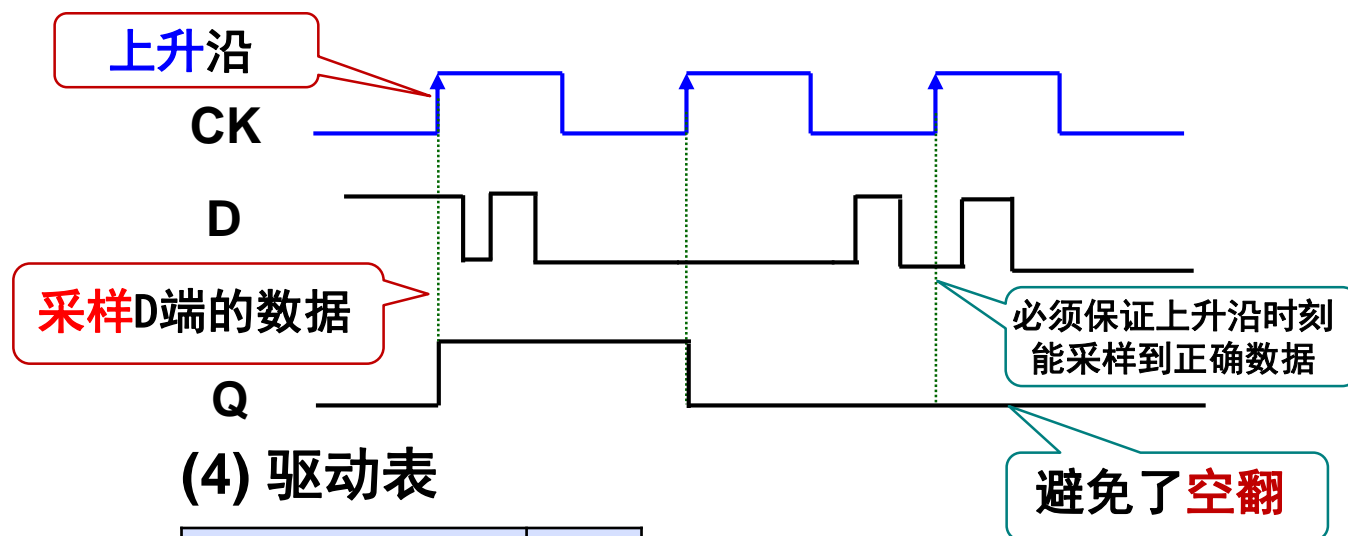 上升沿
CK
D
采样D端的数据
必须保证上升沿时刻
能采样到正确数据
Q
(4) 驱动表
避免了空翻